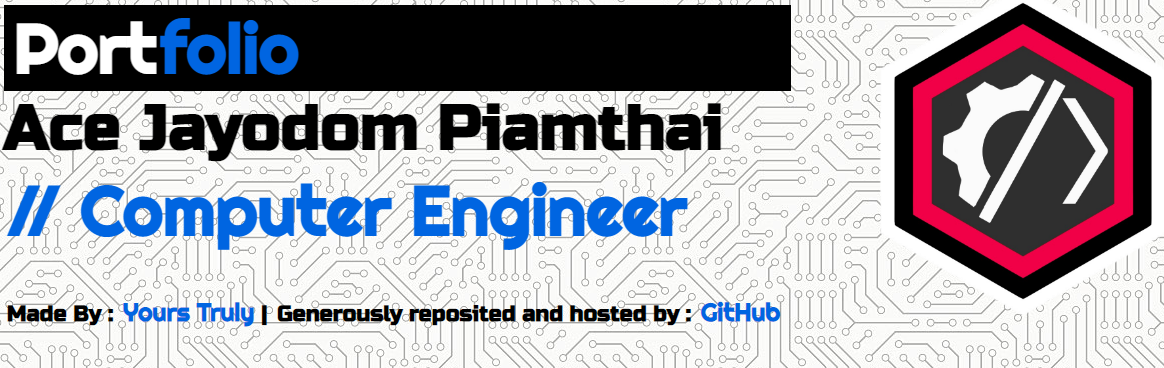 Portfolio
Ace Jayodom Piamthai
// Computer Engineer
Made By : Yours Truly | Generously reposited and hosted by : GitHub